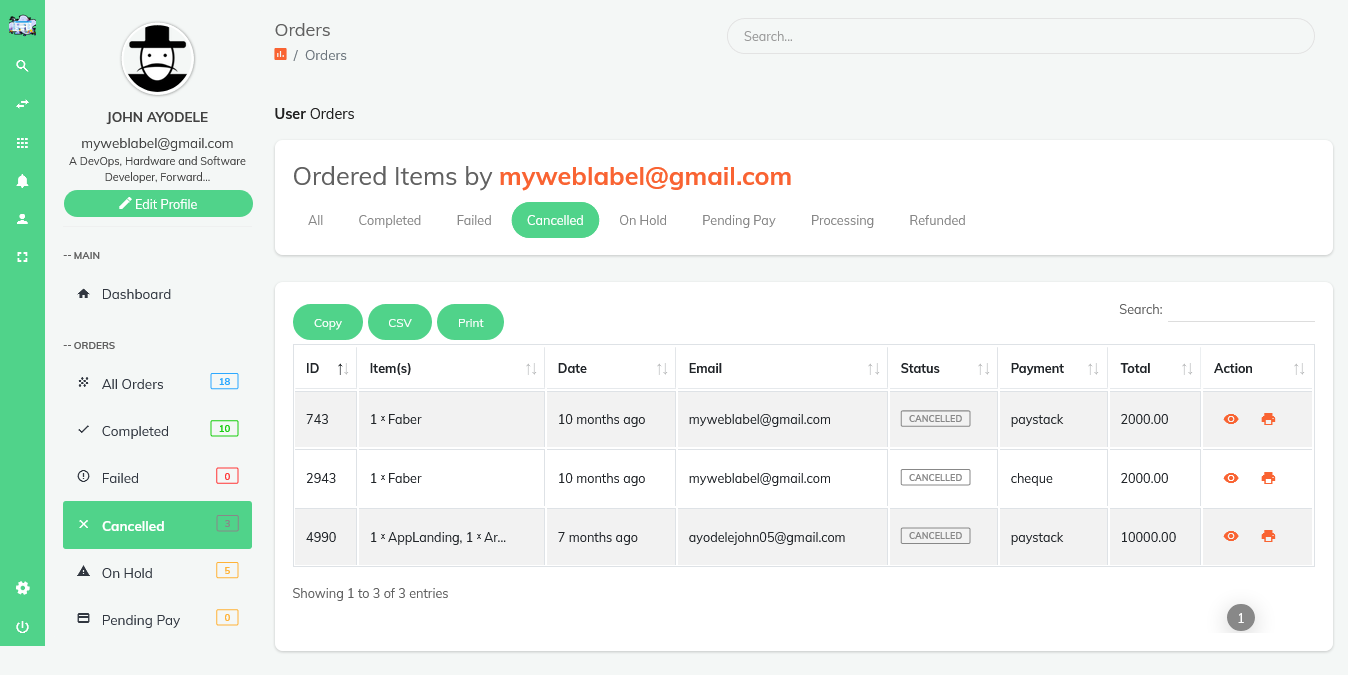 JOHN AYODELE
myweblabel@gmail.com
A DevOps, Hardware and Software
Developer, Forward...
Edit Profile
-- MAIN
Dashboard
-- ORDERS
All Orders 18
Completed 10
Failed 0
Cancelled 3
On Hold 5
Pending Pay 0
Orders
/ Orders
Search...
User Orders
Ordered Items by myweblabel@gmail.com
All Completed Failed Cancelled On Hold Pending Pay Processing Refunded
Copy CSV Print
Search:
ID Item(s) Date Email Status Payment Total Action
743 1 x Faber 10 months ago myweblabel@gmail.com CANCELLED paystack 2000.00
2943 1 x Faber 10 months ago myweblabel@gmail.com CANCELLED cheque 2000.00
4990 1 x AppLanding, 1 x Ar... 7 months ago ayodelejohn05@gmail.com CANCELLED paystack 10000.00
Showing 1 to 3 of 3 entries
1